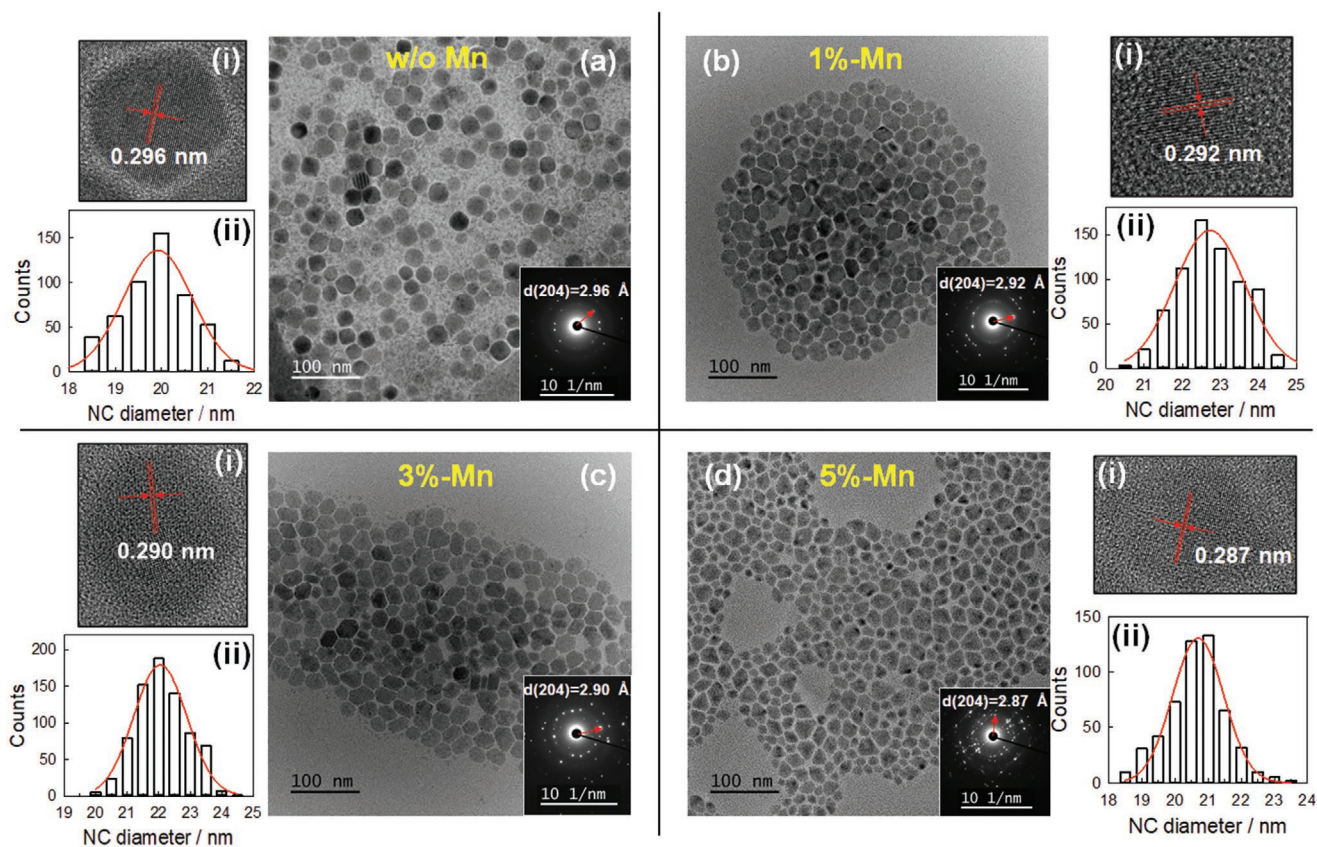 (i)
0.296 nm
(ii)
150
100
50
0
Counts
18 19 20 21 22
NC diameter / nm
w/o Mn
(a)
100 nm
d(204)=2.96 Å
10 1/nm
(b)
1%-Mn
100 nm
d(204)=2.92 Å
10 1/nm
(i)
0.292 nm
(ii)
150
100
50
0
Counts
20 21 22 23 24 25
NC diameter / nm
(i)
0.290 nm
(ii)
200
150
100
50
0
Counts
19 20 21 22 23 24 25
NC diameter / nm
3%-Mn
(c)
100 nm
d(204)=2.90 Å
10 1/nm
(d)
5%-Mn
100 nm
d(204)=2.87 Å
10 1/nm
(i)
0.287 nm
(ii)
150
100
50
0
Counts
18 19 20 21 22 23 24
NC diameter / nm